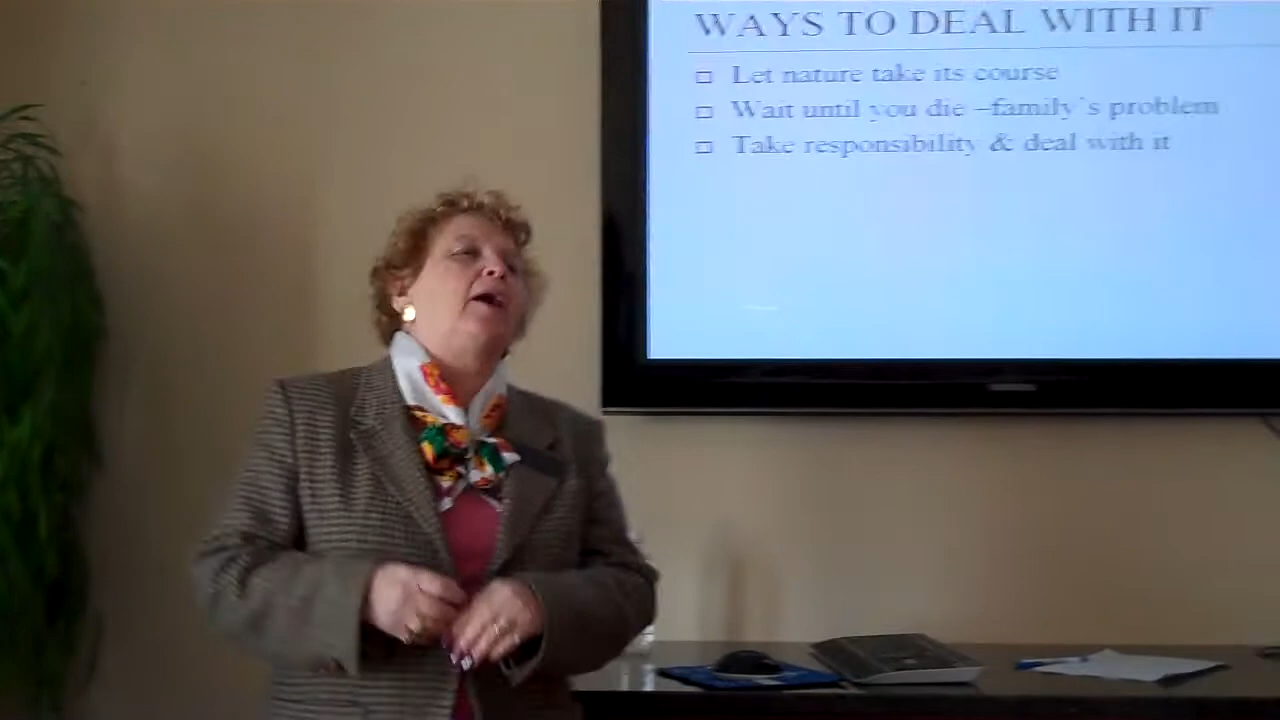 WAYS TO DEAL WITH IT
Let nature take its course
Wait until you die –family`s problem
Take responsibility & deal with it